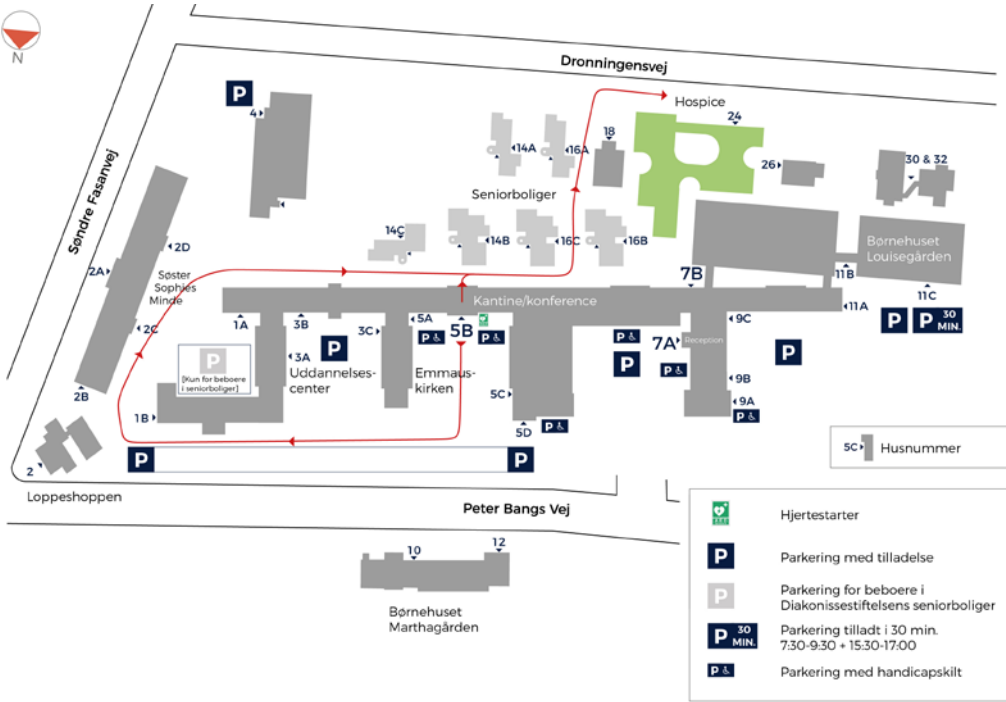 N
Dronningensvej
Søndre Fasanvej
Hospice
P
4
24
18
14A
16A
26
30 & 32
Seniorboliger
14C
14B
16C
16B
2D
2A
Søster
Sophies
Minde
2C
2B
Børnehuset
Louisegården
7B
11B
11C
11A
Kantine/konference
1A
3B
3C
5A
5B
P
[Kun for beboere
i seniorboliger]
3A
P
Uddannelses-
center
Emmaus-
kirken
P
P
P
P
7A
Reception
P
9C
P
P
P 30
MIN.
9B
9A
P
1B
5C
5D
P
P
P
2
Loppeshoppen
Peter Bangs Vej
10
12
Børnehuset
Marthagården
5C
Husnummer
Hjertestarter
P
Parkering med tilladelse
P
Parkering for beboere i
Diakonissestiftelsens seniorboliger
P 30
MIN.
Parkering tilladt i 30 min.
7:30-9:30 + 15:30-17:00
P
Parkering med handicapskilt